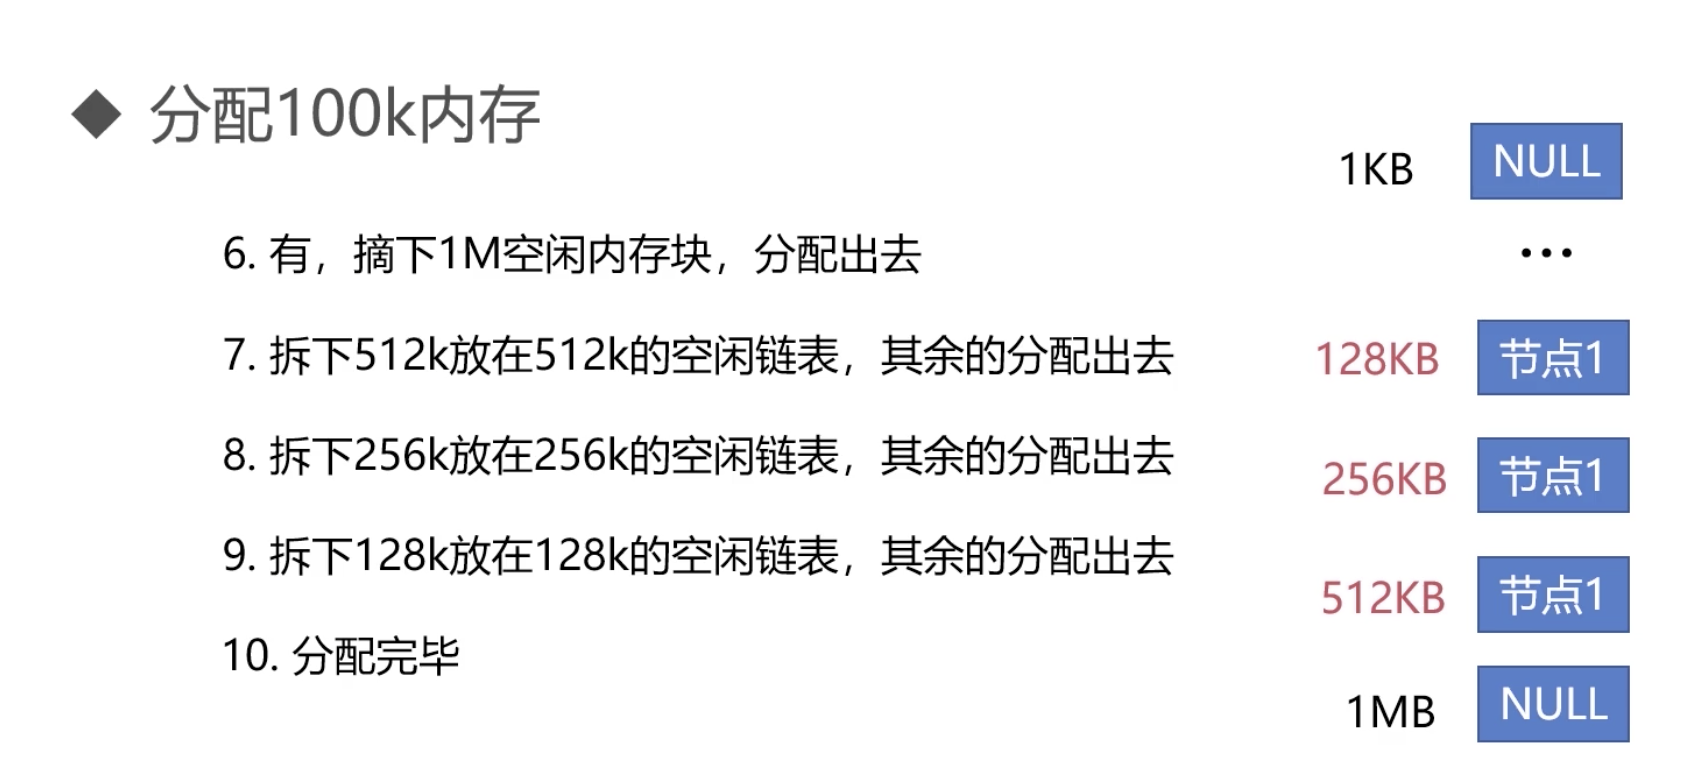 分配100k内存
6. 有，摘下1M空闲内存块，分配出去
7. 拆下512k放在512k的空闲链表，其余的分配出去
8. 拆下256k放在256k的空闲链表，其余的分配出去
9. 拆下128k放在128k的空闲链表，其余的分配出去
10. 分配完毕
1KB NULL
...
128KB 节点1
256KB 节点1
512KB 节点1
1MB NULL